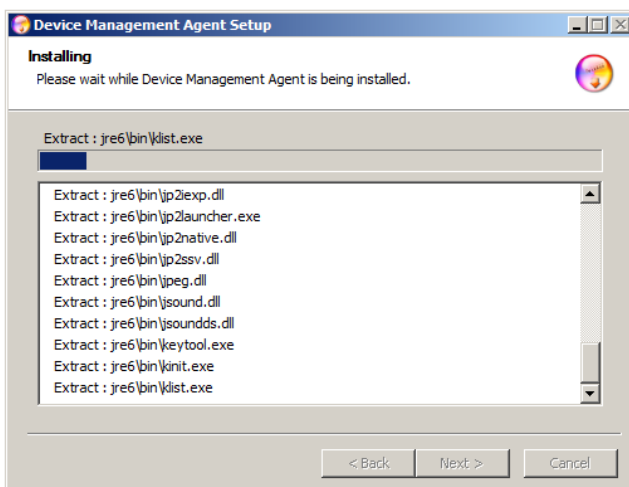 Device Management Agent Setup
Installing
Please wait while Device Management Agent is being installed.
Extract : jre6\bin\klist.exe
Extract : jre6\bin\jp2iexp.dll
Extract : jre6\bin\jp2launcher.exe
Extract : jre6\bin\jp2native.dll
Extract : jre6\bin\jp2ssv.dll
Extract : jre6\bin\jpeg.dll
Extract : jre6\bin\jsound.dll
Extract : jre6\bin\jsoundds.dll
Extract : jre6\bin\keytool.exe
Extract : jre6\bin\kinit.exe
Extract : jre6\bin\klist.exe
< Back Next > Cancel